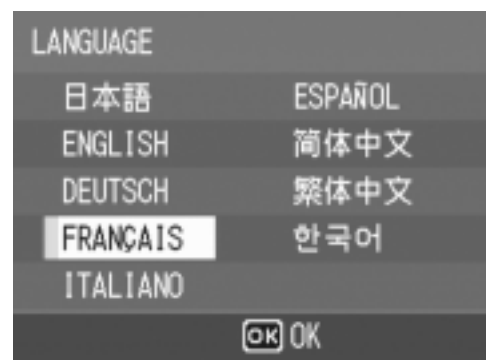 LANGUAGE
日本語 ESPAÑOL
ENGLISH 简体中文
DEUTSCH 繁体中文
FRANÇAIS 한국어
ITALIANO
OK OK